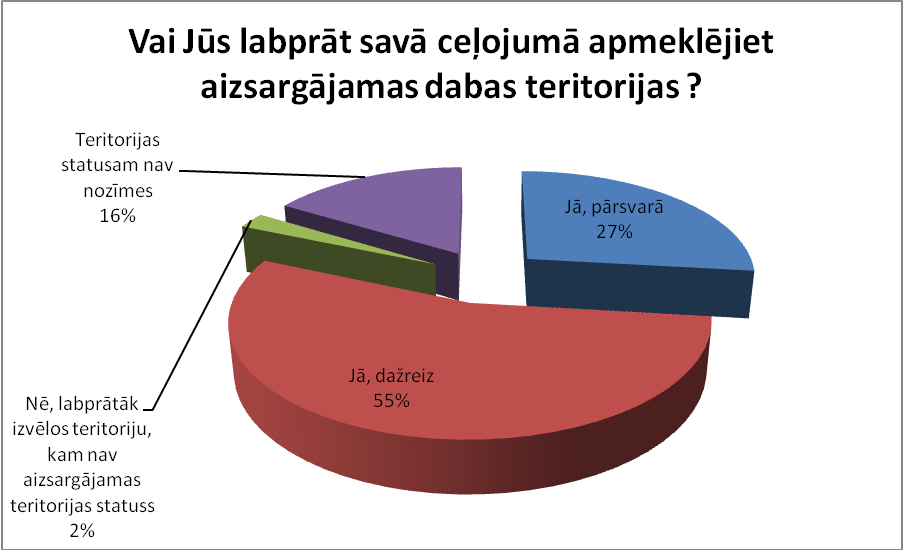 Vai Jūs labprāt savā ceļojumā apmeklējiet
aizsargājamas dabas teritorijas ?
Teritorijas
statusam nav
nozīmes
16%
Jā, pārsvarā
27%
Jā, dažreiz
55%
Nē, labprātāk
izvēlos teritoriju,
kam nav
aizsargājamas
teritorijas statuss
2%